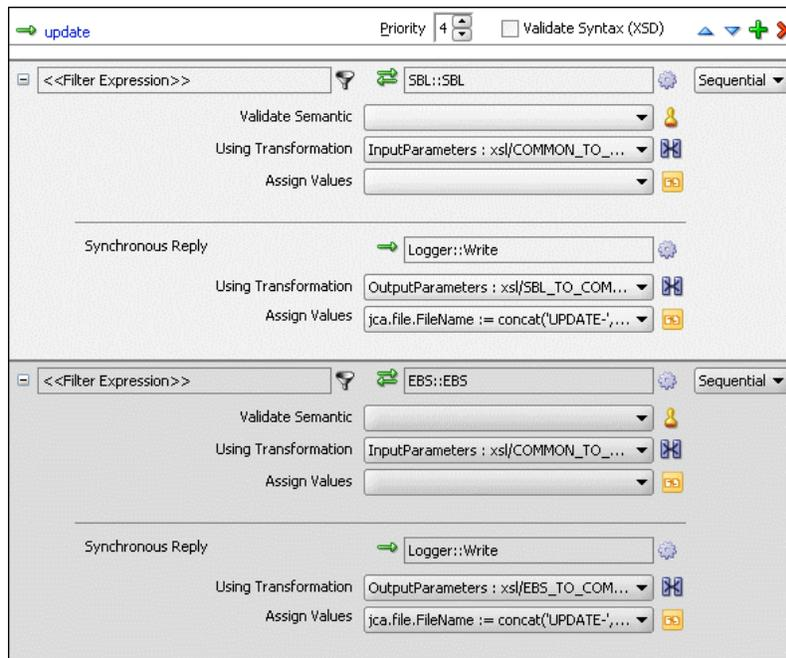 update Priority 4 Validate Syntax (XSD)
<<Filter Expression>> SBL::SBL Sequential
Validate Semantic
Using Transformation InputParameters : xsl/COMMON_TO_...
Assign Values
Synchronous Reply Logger::Write
Using Transformation OutputParameters : xsl/SBL_TO_COM...
Assign Values jca.file.FileName := concat('UPDATE-',...
<<Filter Expression>> EBS::EBS Sequential
Validate Semantic
Using Transformation InputParameters : xsl/COMMON_TO_...
Assign Values
Synchronous Reply Logger::Write
Using Transformation OutputParameters : xsl/EBS_TO_COM...
Assign Values jca.file.FileName := concat('UPDATE-',...